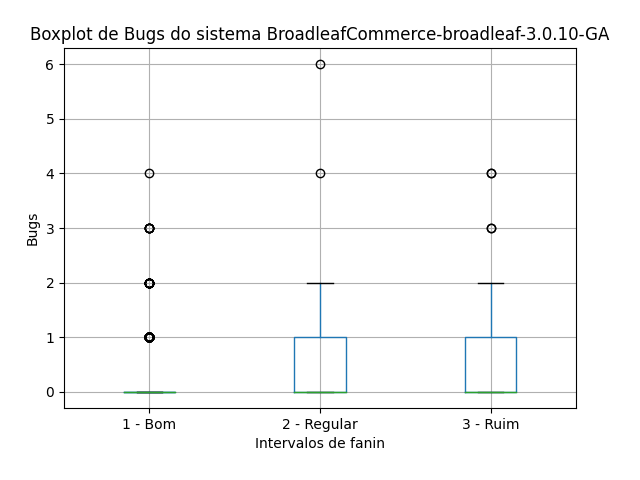 Boxplot de Bugs do sistema BroadleafCommerce-broadleaf-3.0.10-GA
6
5
4
3
2
1
0
Bugs
1 - Bom
2 - Regular
3 - Ruim
Intervalos de fanin